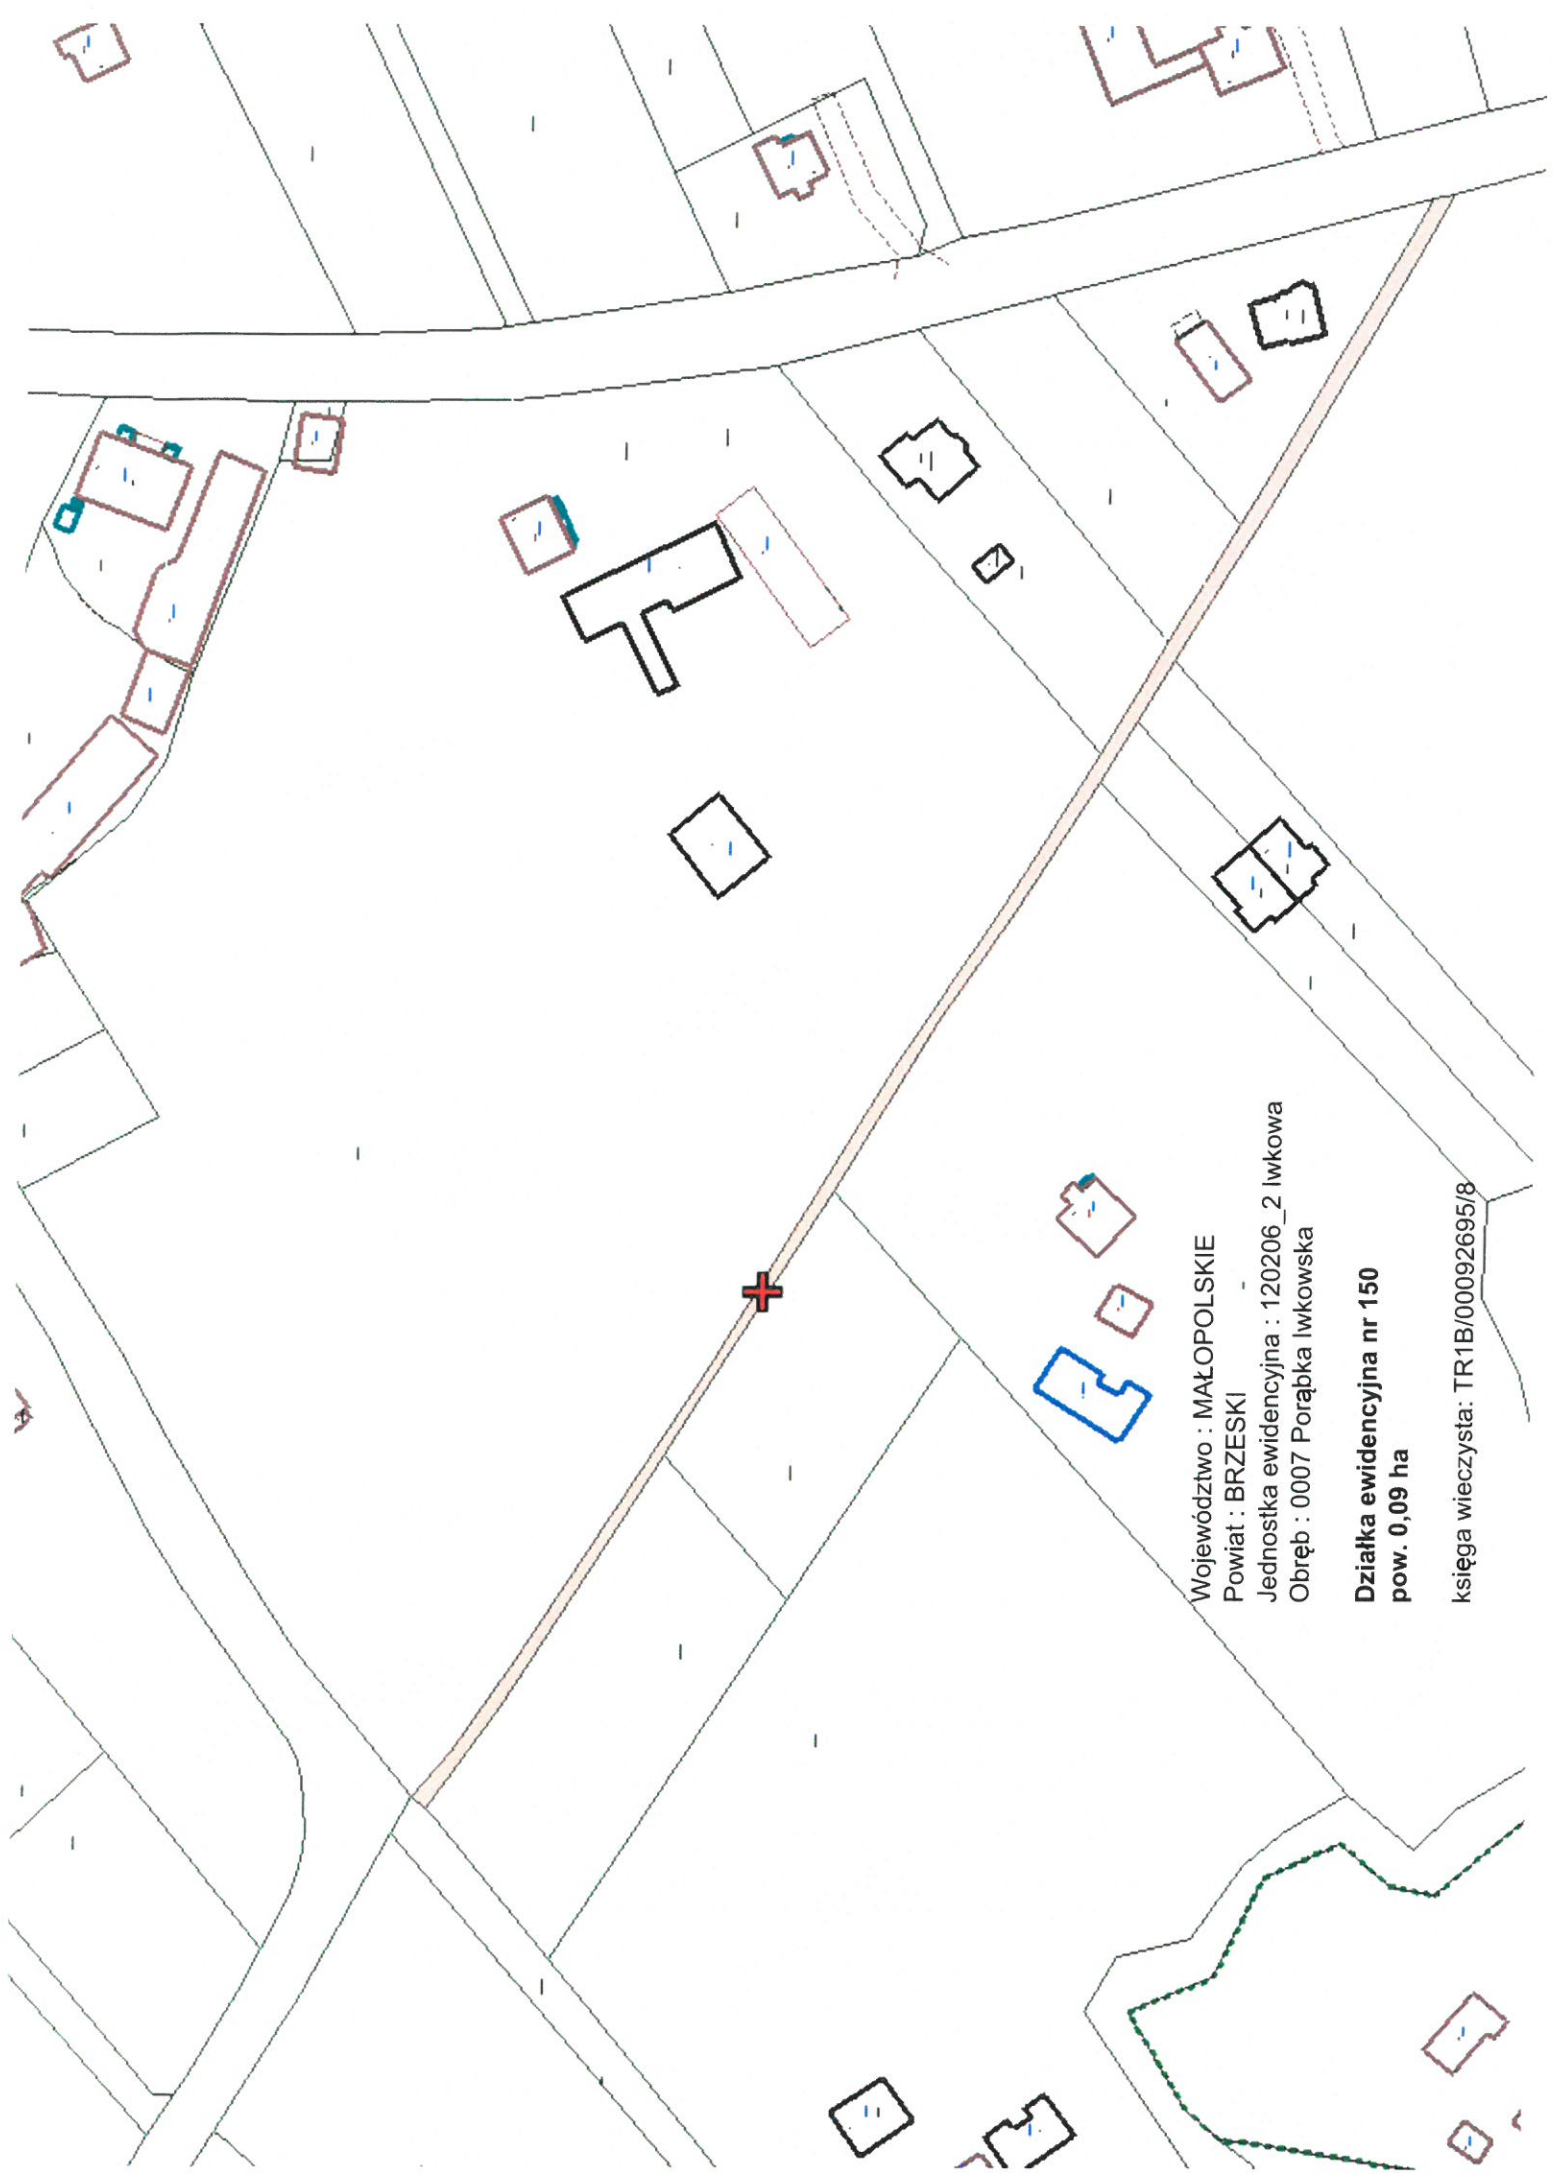 Województwo : MAŁOPOLSKIE
Powiat : BRZESKI
Jednostka ewidencyjna : 120206_2 Iwkowa
Obręb : 0007 Porąbka Iwkowska
Działka ewidencyjna nr 150
pow. 0,09 ha
księga wieczysta: TR1B/00092695/8